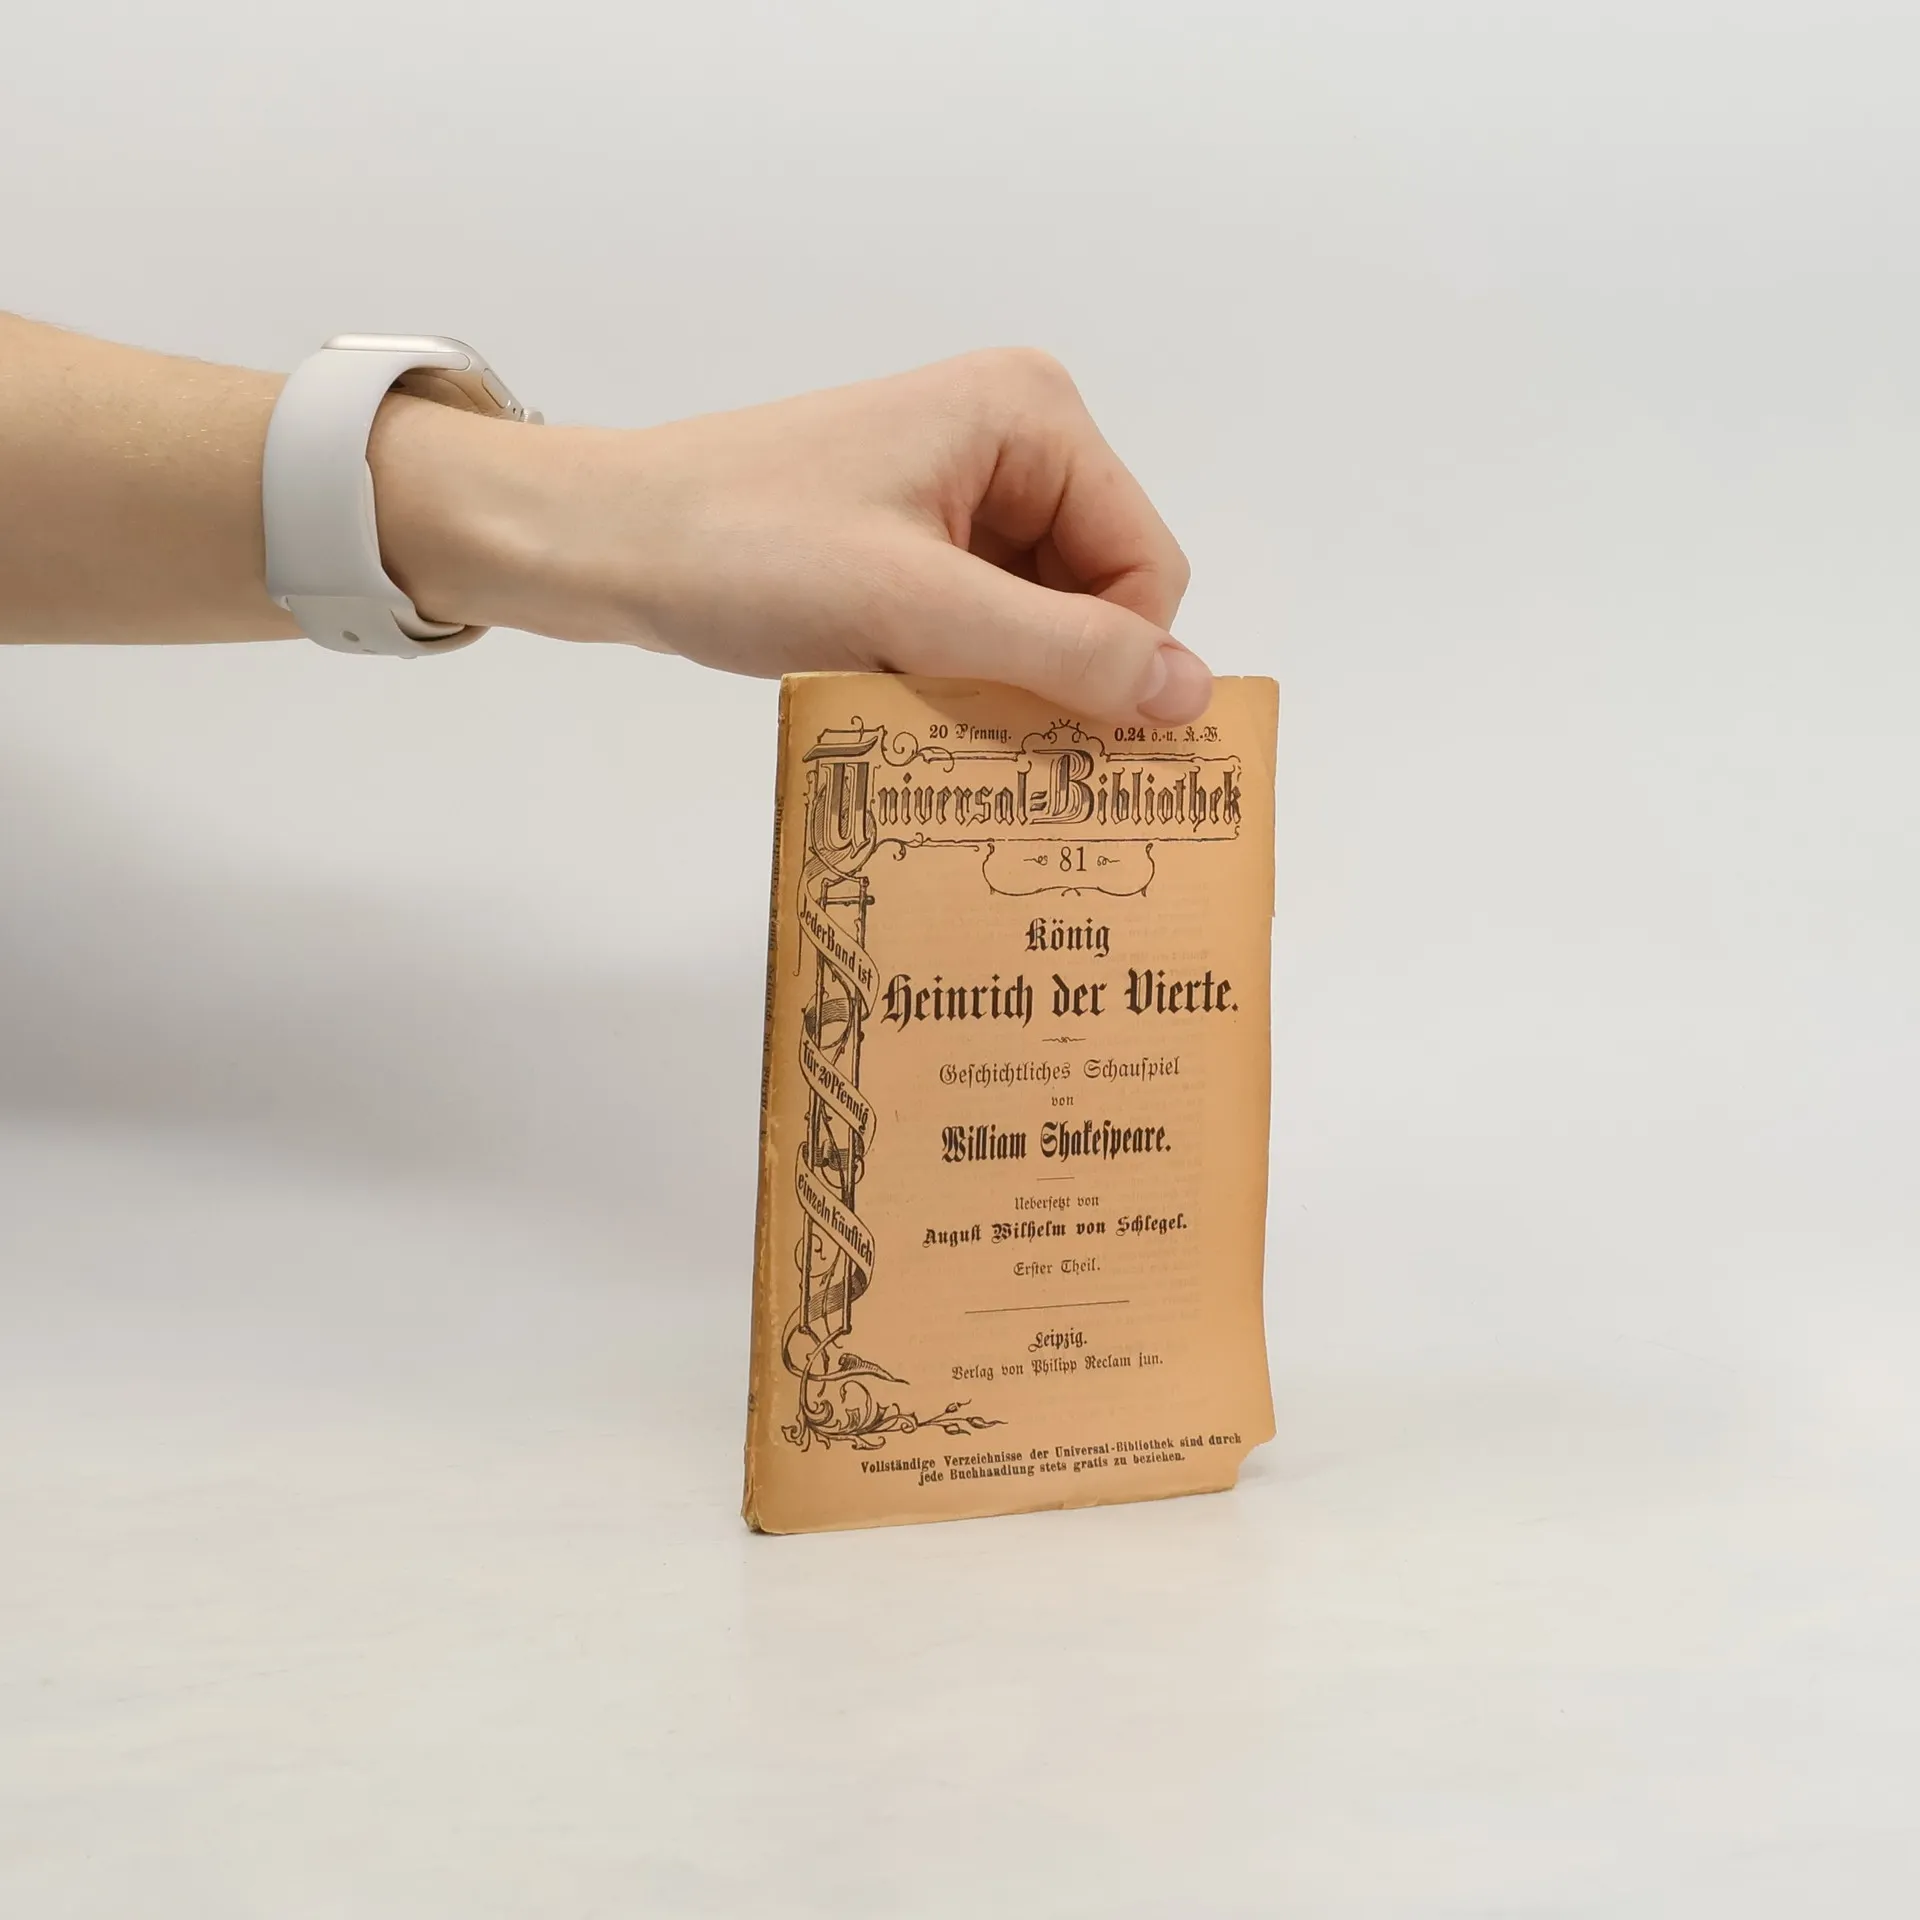 20 Pfennig. 0.24 ö.-u. K.-W.
Universal-Bibliothek
81
Jeder Band ist
für 20 Pfennig
einzeln käuflich
König
Heinrich der Vierte.
Geschichtliches Schauspiel
von
William Shakespeare.
Uebersetzt von
August Wilhelm von Schlegel.
Erster Theil.
Leipzig.
Verlag von Philipp Reclam jun.
Vollständige Verzeichnisse der Universal-Bibliothek sind durch
jede Buchhandlung stets gratis zu beziehen.